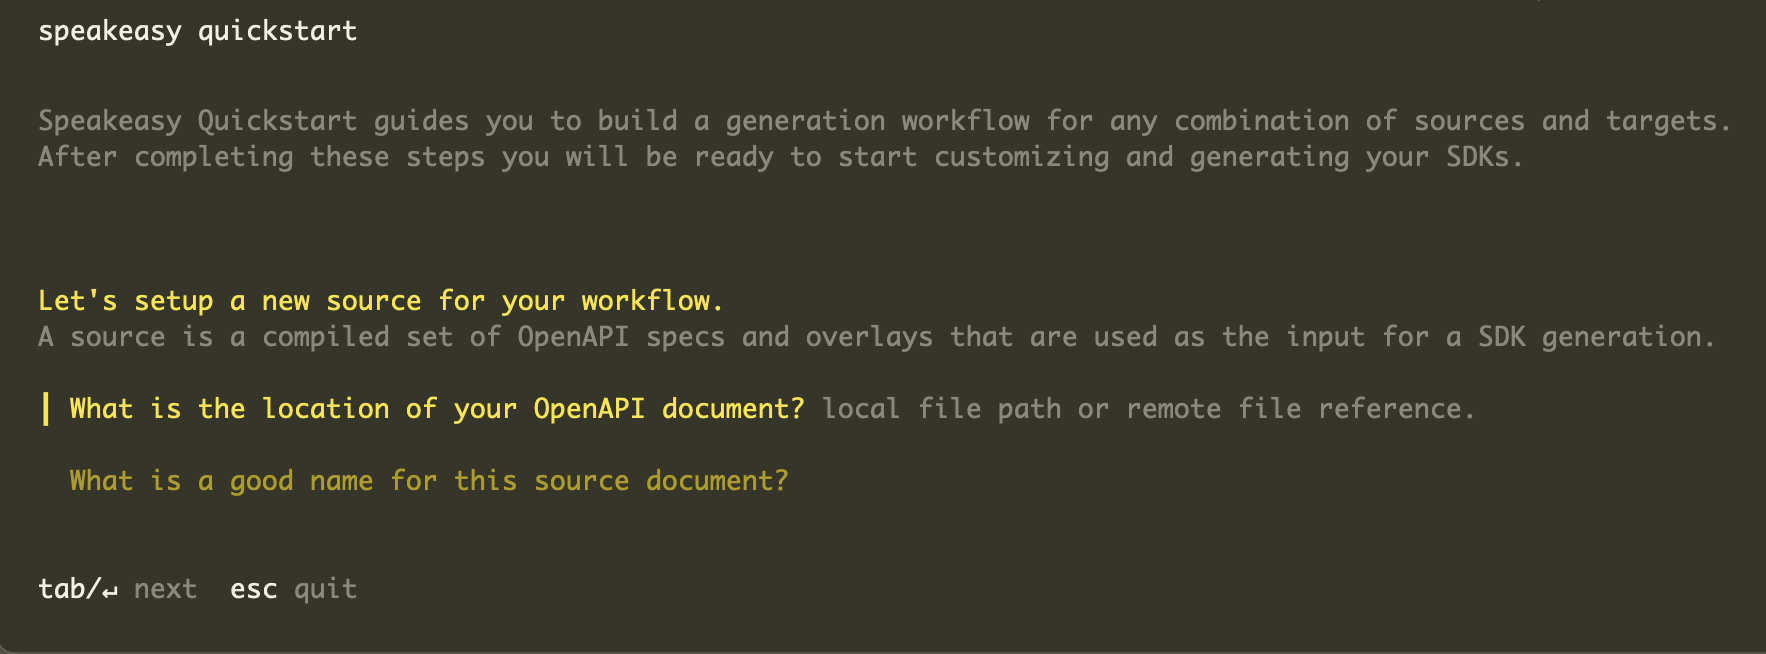 speakeasy quickstart
Speakeasy Quickstart guides you to build a generation workflow for any combination of sources and targets.
After completing these steps you will be ready to start customizing and generating your SDKs.
Let's setup a new source for your workflow.
A source is a compiled set of OpenAPI specs and overlays that are used as the input for a SDK generation.
What is the location of your OpenAPI document? local file path or remote file reference.
What is a good name for this source document?
tab/↵ next  esc quit